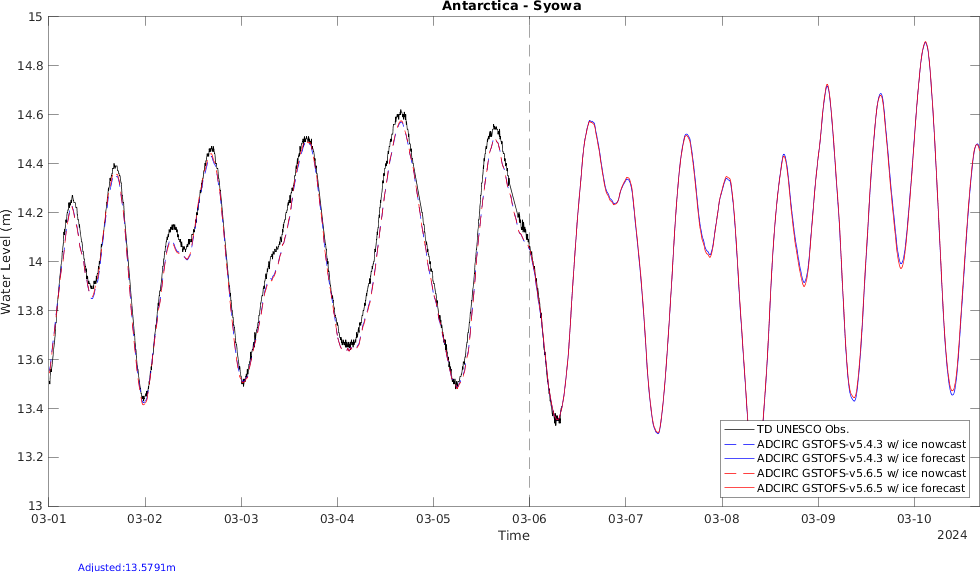 Antarctica - Syowa
15
14.8
14.6
14.4
14.2
14
13.8
13.6
13.4
13.2
13
Water Level (m)
TD UNESCO Obs.
ADCIRC GSTOFS-v5.4.3 w/ ice nowcast
ADCIRC GSTOFS-v5.4.3 w/ ice forecast
ADCIRC GSTOFS-v5.6.5 w/ ice nowcast
ADCIRC GSTOFS-v5.6.5 w/ ice forecast
03-01 03-02 03-03 03-04 03-05 03-06 03-07 03-08 03-09 03-10
Time
2024
Adjusted:13.5791m